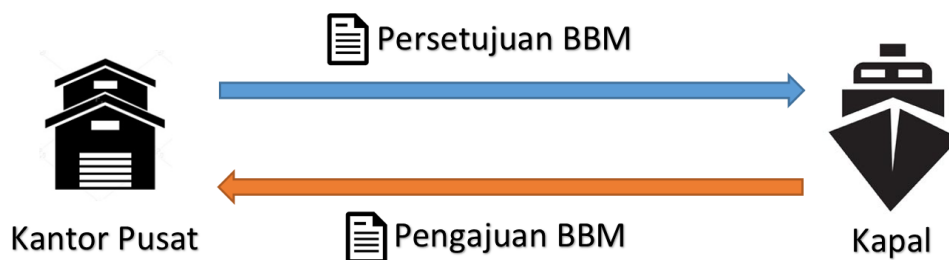 Persetujuan BBM
Kantor Pusat
Pengajuan BBM
Kapal